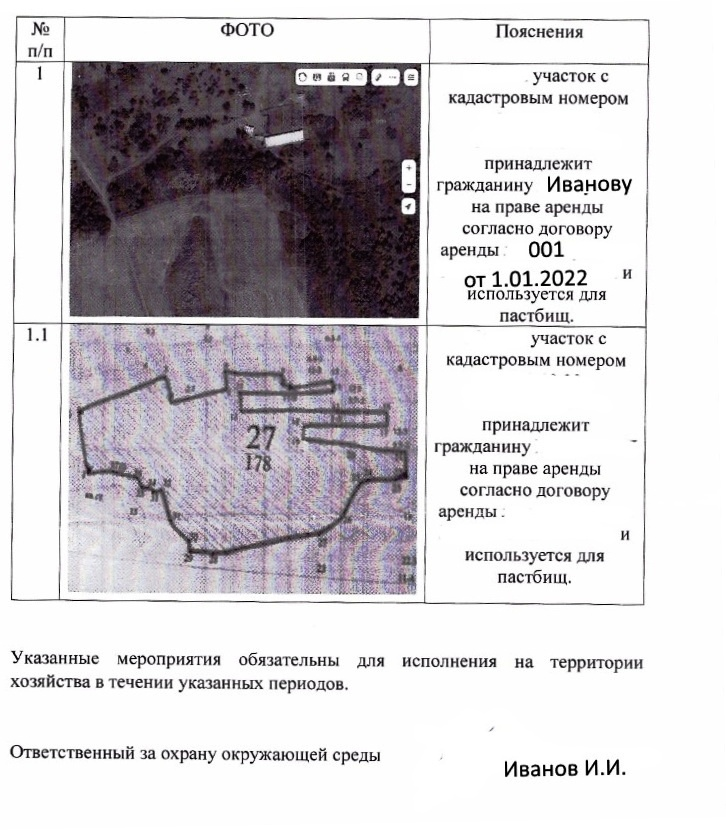 №
п/п
ФОТО
Пояснения
1
участок с
кадастровым номером
принадлежит
гражданину Иванову
на праве аренды
согласно договору
аренды 001
от 1.01.2022 и
используется для
пастбищ.
1.1
27
178
участок с
кадастровым номером
принадлежит
гражданину
на праве аренды
согласно договору
аренды
и
используется для
пастбищ.
Указанные мероприятия обязательны для исполнения на территории
хозяйства в течении указанных периодов.
Ответственный за охрану окружающей среды
Иванов И.И.